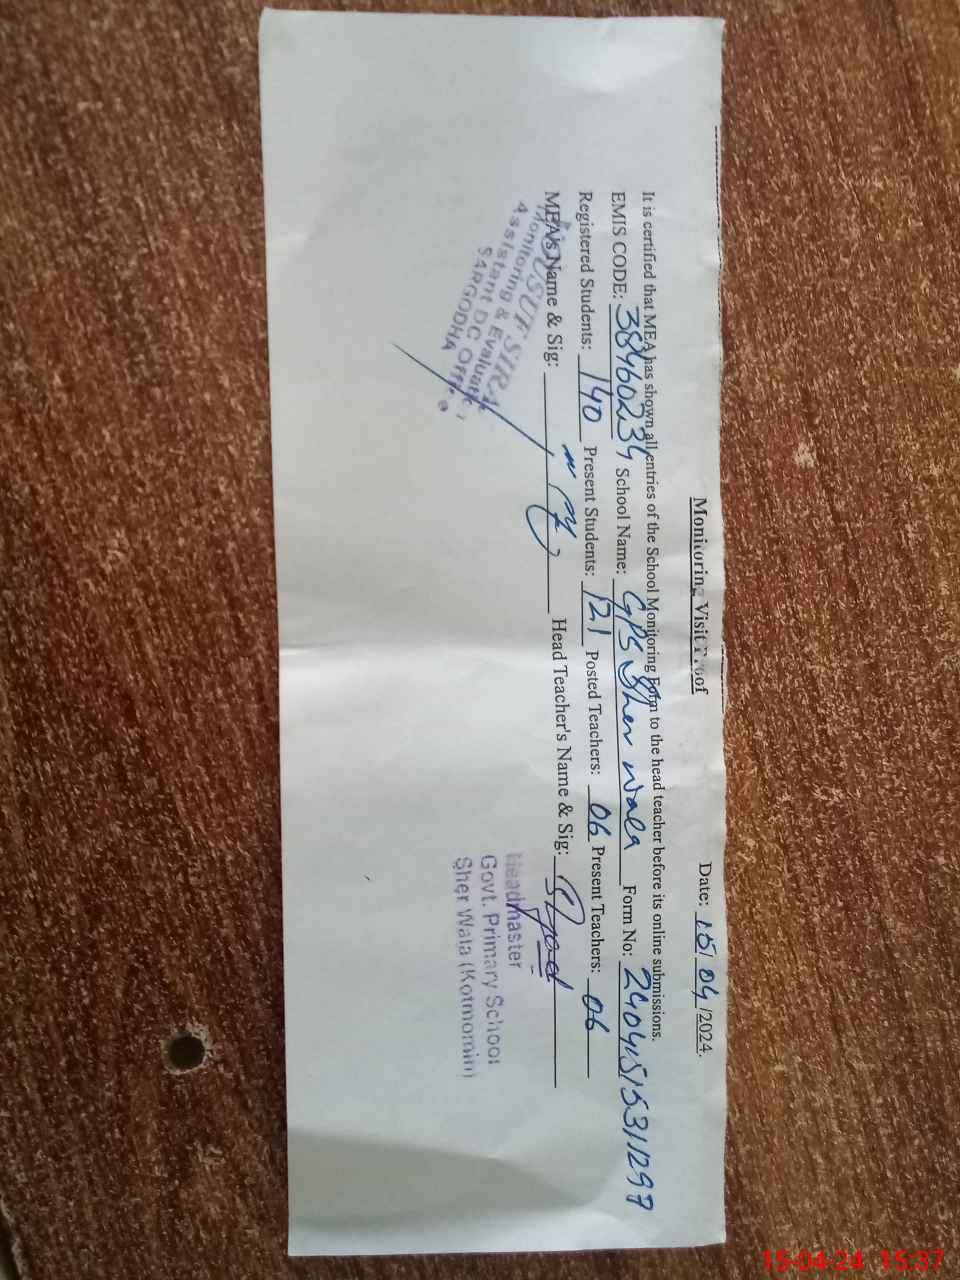 Monitoring Visit Proof
Date: 15/04/2024.
It is certified that MEA has shown all entries of the School Monitoring Form to the head teacher before its online submissions.
EMIS CODE: 38460234 School Name: GPS Sher Wala Form No: 240415153111297
Registered Students: 140 Present Students: 121 Posted Teachers: 06 Present Teachers: 06
MEA's Name & Sig: Head Teacher's Name & Sig:
Monitoring & Evaluation
Assistant DC Office
SARGODHA
Headmaster
Govt. Primary School
Sher Wala (Kotmomin)
15-04-24 15:37